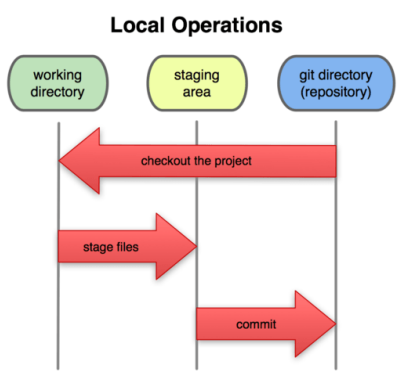 Local Operations
working
directory
staging
area
git directory
(repository)
checkout the project
stage files
commit